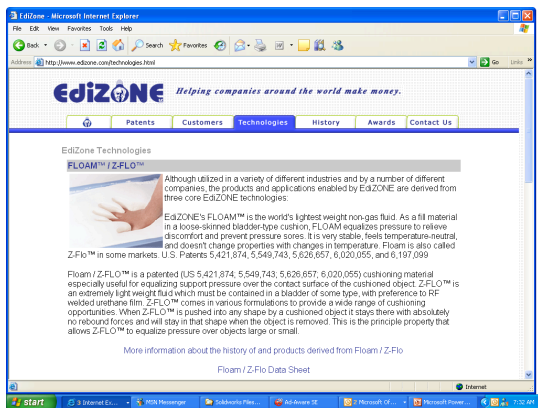 EdiZone - Microsoft Internet Explorer
File Edit View Favorites Tools Help
Back Search Favorites
Address http://www.edizone.com/technologies.html Go Links »
EdiZONE Helping companies around the world make money.
Patents Customers Technologies History Awards Contact Us
EdiZone Technologies
FLOAM™ / Z-FLO™
Although utilized in a variety of different industries and by a number of different
companies, the products and applications enabled by EdiZONE are derived from
three core EdiZONE technologies:
EdiZONE's FLOAM™ is the world's lightest weight non-gas fluid. As a fill material
in a loose-skinned bladder-type cushion, FLOAM equalizes pressure to relieve
discomfort and prevent pressure sores. It is very stable, feels temperature-neutral,
and doesn't change properties with changes in temperature. Floam is also called
Z-Flo™ in some markets. U.S. Patents 5,421,874; 5,549,743; 5,626,657; 6,020,055; and 6,197,099
Floam / Z-FLO™ is a patented (US 5,421,874; 5,549,743; 5,626,657; 6,020,055) cushioning material
especially useful for equalizing support pressure over the contact surface of the cushioned object. Z-FLO™ is
an extremely light weight fluid which must be contained in a bladder of some type, with preference to RF
welded urethane film. Z-FLO™ comes in various formulations to provide a wide range of cushioning
opportunities. When Z-FLO™ is pushed into any shape by a cushioned object it stays there with absolutely
no rebound forces and will stay in that shape when the object is removed. This is the principle property that
allows Z-FLO™ to equalize pressure over objects large or small.
More information about the history of and products derived from Floam / Z-Flo
Floam / Z-Flo Data Sheet
Internet
start 3 Internet Ex... MSN Messenger Solidworks Files... Ad-Aware SE 2 Microsoft Of... Microsoft Power... 7:32 AM